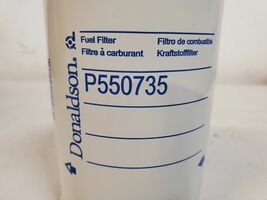 Donaldson.
Fuel Filter
Filtro de combustible
Filtre à carburant
Kraftstofffilter
P550735